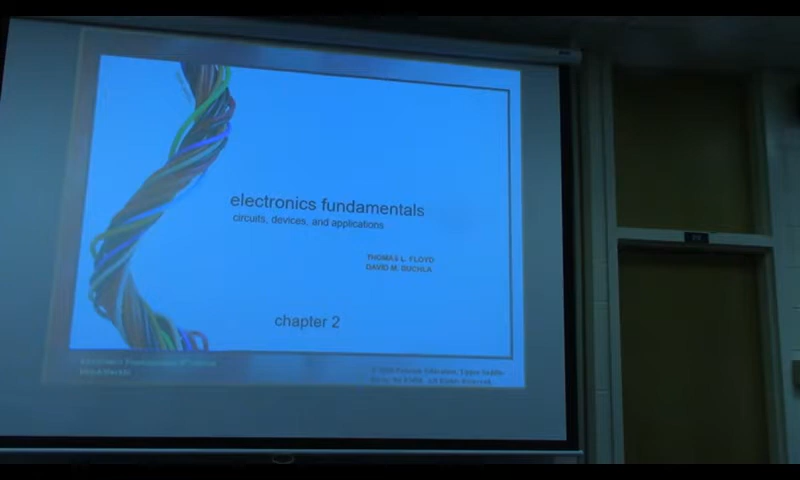 electronics fundamentals
circuits, devices, and applications
THOMAS L. FLOYD
DAVID M. BUCHLA
chapter 2